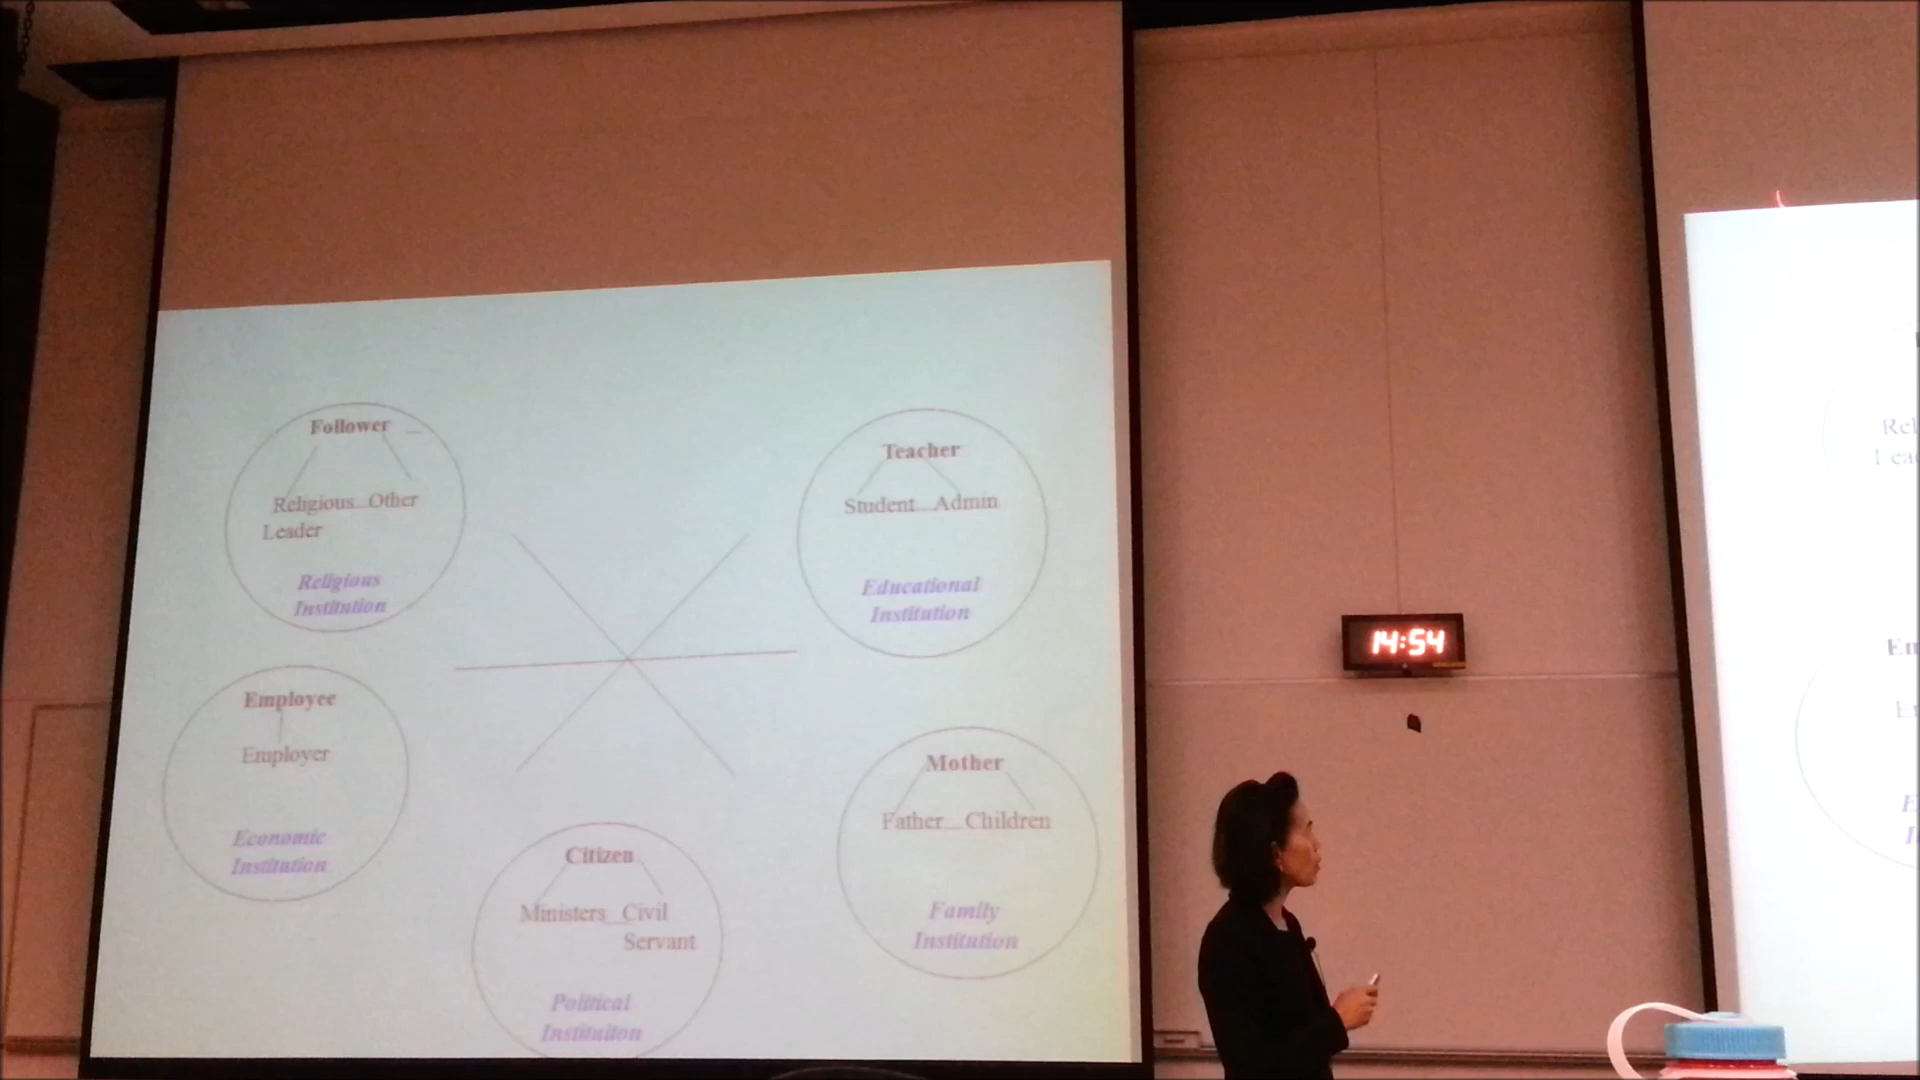 Follower
Religious Other
Leader
Religious
Institution
Teacher
Student Admin
Educational
Institution
Employee
Employer
Economic
Institution
Citizen
Ministers Civil
Servant
Political
Instituiton
Mother
Father Children
Family
Institution
14:54